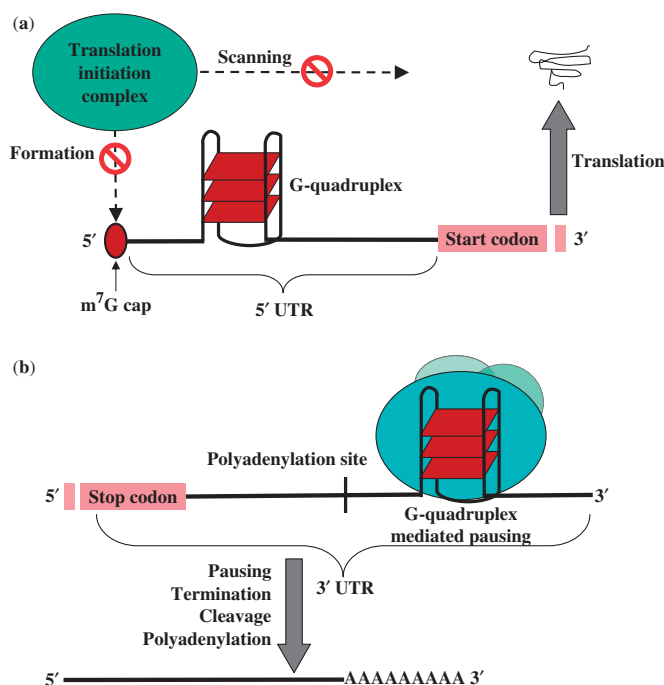 (a)
Translation
initiation
complex
Scanning
Formation
G-quadruplex
Translation
5′
Start codon
3′
m⁷G cap
5′ UTR
(b)
Polyadenylation site
5′
Stop codon
3′
G-quadruplex
mediated pausing
3′ UTR
Pausing
Termination
Cleavage
Polyadenylation
5′
AAAAAAAAA 3′